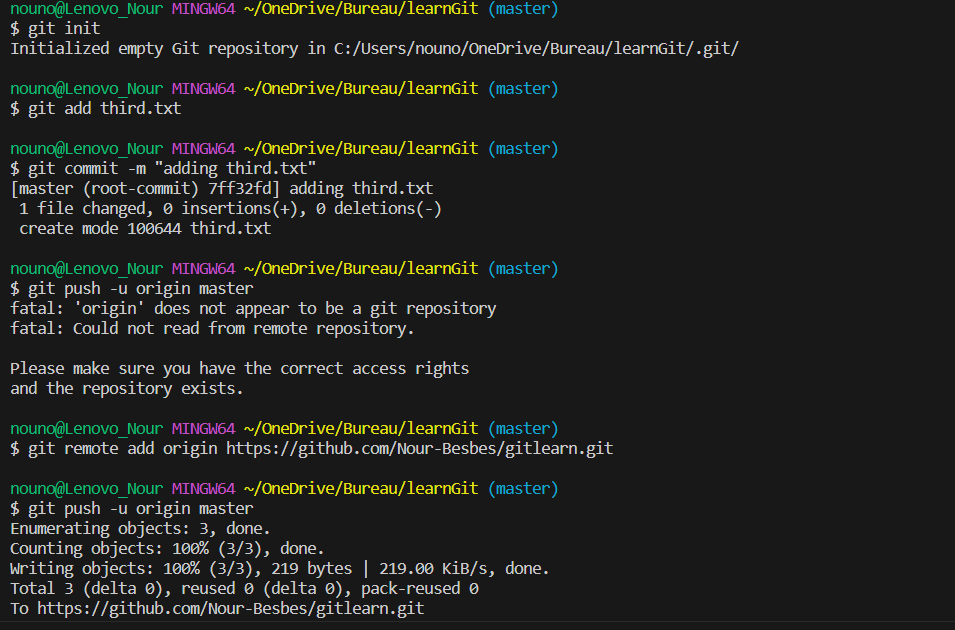 nouno@Lenovo_Nour MINGW64 ~/OneDrive/Bureau/learnGit (master)
$ git init
Initialized empty Git repository in C:/Users/nouno/OneDrive/Bureau/learnGit/.git/
nouno@Lenovo_Nour MINGW64 ~/OneDrive/Bureau/learnGit (master)
$ git add third.txt
nouno@Lenovo_Nour MINGW64 ~/OneDrive/Bureau/learnGit (master)
$ git commit -m "adding third.txt"
[master (root-commit) 7ff32fd] adding third.txt
 1 file changed, 0 insertions(+), 0 deletions(-)
 create mode 100644 third.txt
nouno@Lenovo_Nour MINGW64 ~/OneDrive/Bureau/learnGit (master)
$ git push -u origin master
fatal: 'origin' does not appear to be a git repository
fatal: Could not read from remote repository.
Please make sure you have the correct access rights
and the repository exists.
nouno@Lenovo_Nour MINGW64 ~/OneDrive/Bureau/learnGit (master)
$ git remote add origin https://github.com/Nour-Besbes/gitlearn.git
nouno@Lenovo_Nour MINGW64 ~/OneDrive/Bureau/learnGit (master)
$ git push -u origin master
Enumerating objects: 3, done.
Counting objects: 100% (3/3), done.
Writing objects: 100% (3/3), 219 bytes | 219.00 KiB/s, done.
Total 3 (delta 0), reused 0 (delta 0), pack-reused 0
To https://github.com/Nour-Besbes/gitlearn.git